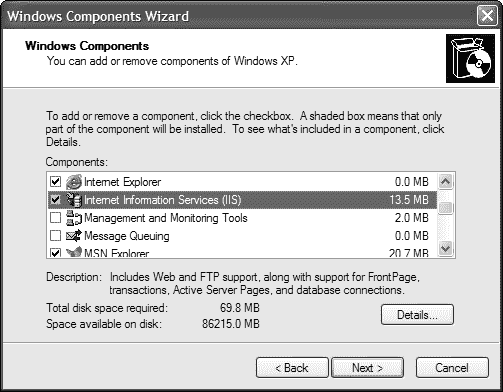 Windows Components Wizard
Windows Components
You can add or remove components of Windows XP.
To add or remove a component, click the checkbox. A shaded box means that only
part of the component will be installed. To see what's included in a component, click
Details.
Components:
Internet Explorer 0.0 MB
Internet Information Services (IIS) 13.5 MB
Management and Monitoring Tools 2.0 MB
Message Queuing 0.0 MB
MSN Explorer 20.7 MB
Description: Includes Web and FTP support, along with support for FrontPage,
transactions, Active Server Pages, and database connections.
Total disk space required: 69.8 MB
Space available on disk: 86215.0 MB
Details...
< Back
Next >
Cancel